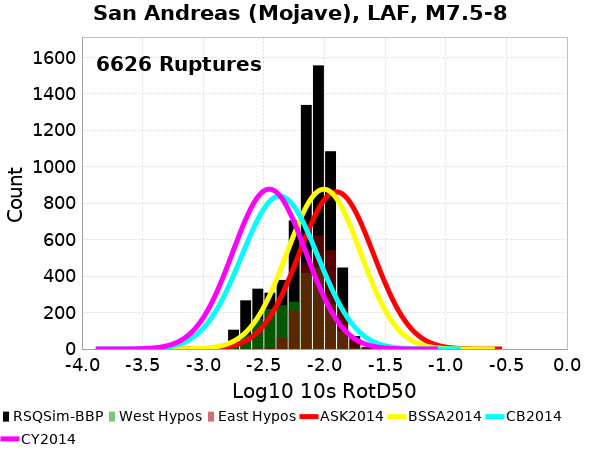 San Andreas (Mojave), LAF, M7.5-8
6626 Ruptures
Count
1600
1400
1200
1000
800
600
400
200
0
-4.0 -3.5 -3.0 -2.5 -2.0 -1.5 -1.0 -0.5 0.0
Log10 10s RotD50
RSQSim-BBP West Hypos East Hypos ASK2014 BSSA2014 CB2014
CY2014